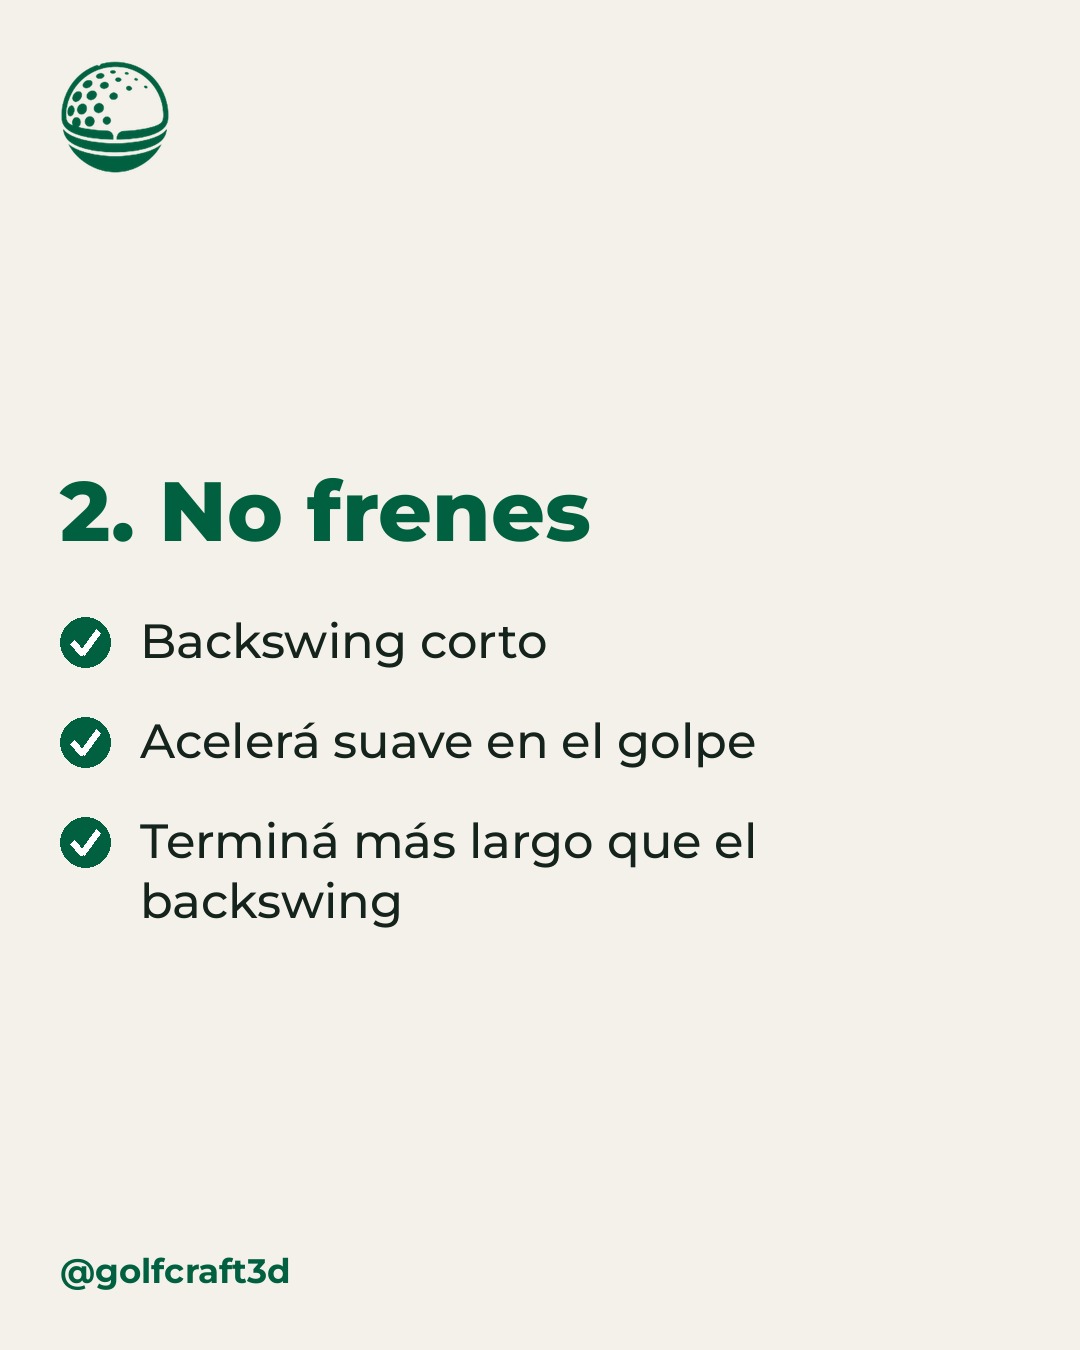 2. No frenes
Backswing corto
Acelerá suave en el golpe
Terminá más largo que el
backswing
@golfcraft3d